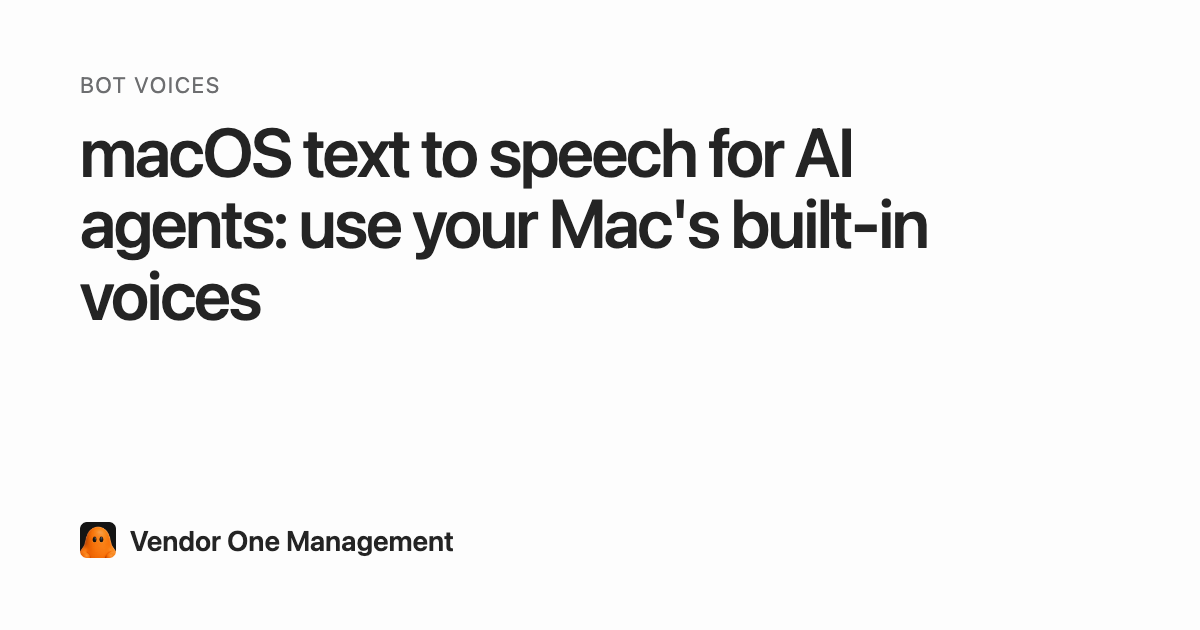 BOT VOICES
macOS text to speech for AI
agents: use your Mac's built-in
voices
Vendor One Management